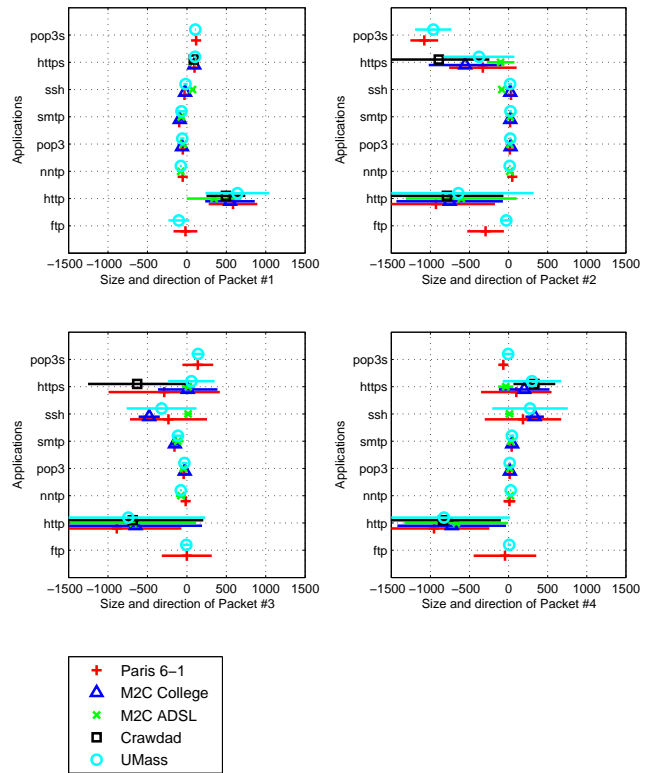 pop3s
https
ssh
smtp
pop3
nntp
http
ftp
Applications
−1500 −1000 −500 0 500 1000 1500
Size and direction of Packet #1
pop3s
https
ssh
smtp
pop3
nntp
http
ftp
Applications
−1500 −1000 −500 0 500 1000 1500
Size and direction of Packet #2
pop3s
https
ssh
smtp
pop3
nntp
http
ftp
Applications
−1500 −1000 −500 0 500 1000 1500
Size and direction of Packet #3
pop3s
https
ssh
smtp
pop3
nntp
http
ftp
Applications
−1500 −1000 −500 0 500 1000 1500
Size and direction of Packet #4
Paris 6−1
M2C College
M2C ADSL
Crawdad
UMass